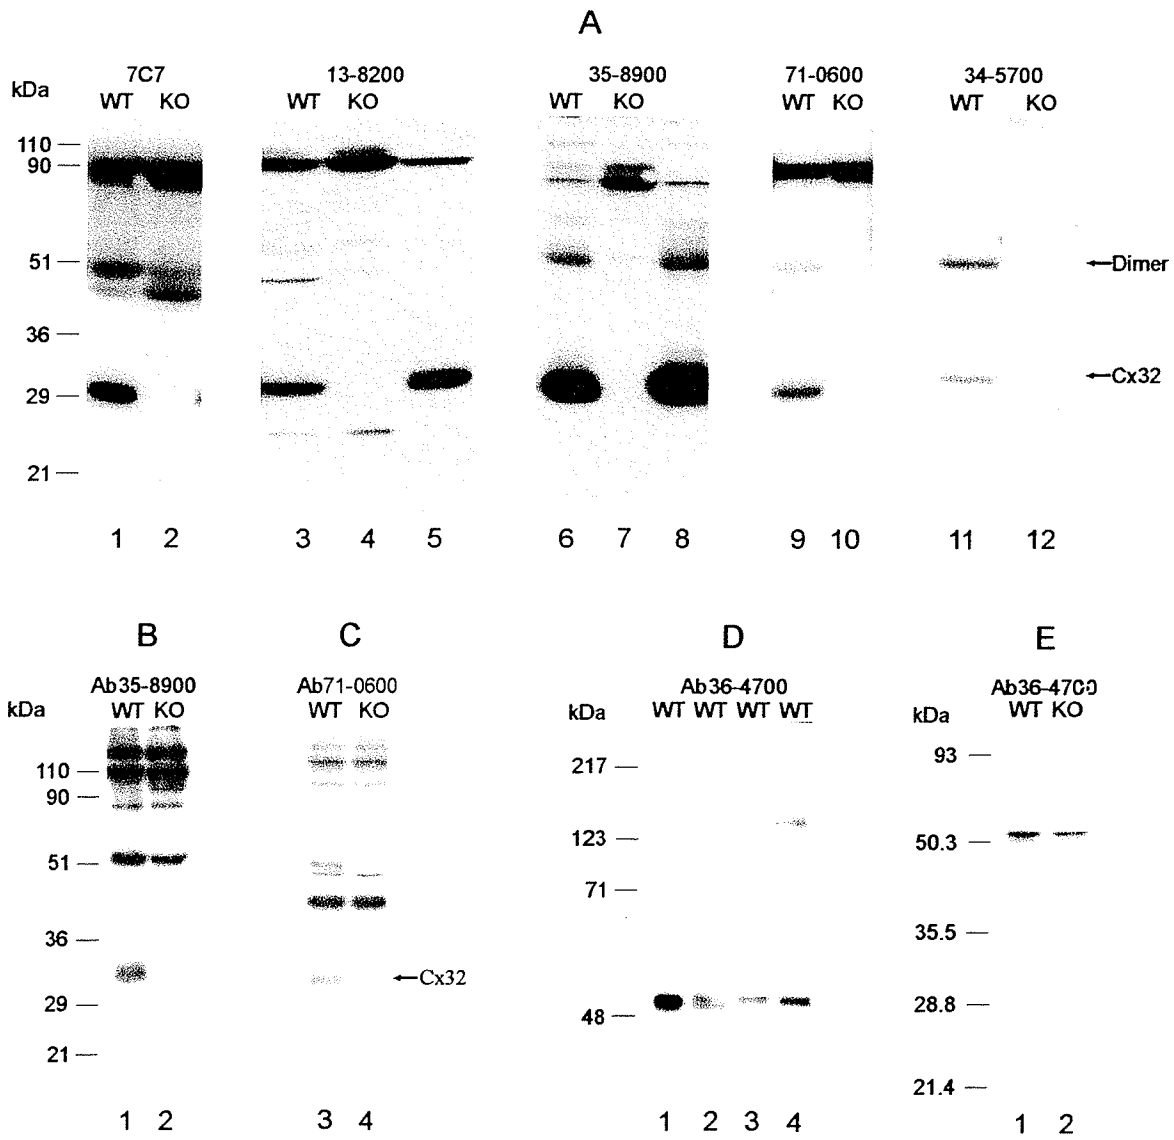 A
7C7 13-8200 35-8900 71-0600 34-5700
kDa WT KO WT KO WT KO WT KO WT KO
110
90
51
←Dimer
36
←Cx32
29
21
1 2 3 4 5 6 7 8 9 10 11 12
B C D E
Ab35-8900 Ab71-0600 Ab36-4700 Ab36-4700
kDa WT KO WT KO kDa WT WT WT WT kDa WT KO
93
217
110
90
123
50.3
51
71
35.5
36
←Cx32
29
28.8
48
21
21.4
1 2 3 4 1 2 3 4 1 2